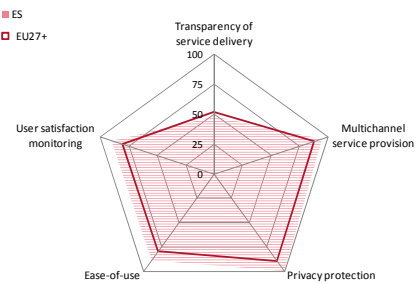 ES
EU27+
Transparency of
service delivery
100
75
50
25
0
User satisfaction
monitoring
Multichannel
service provision
Ease-of-use
Privacy protection